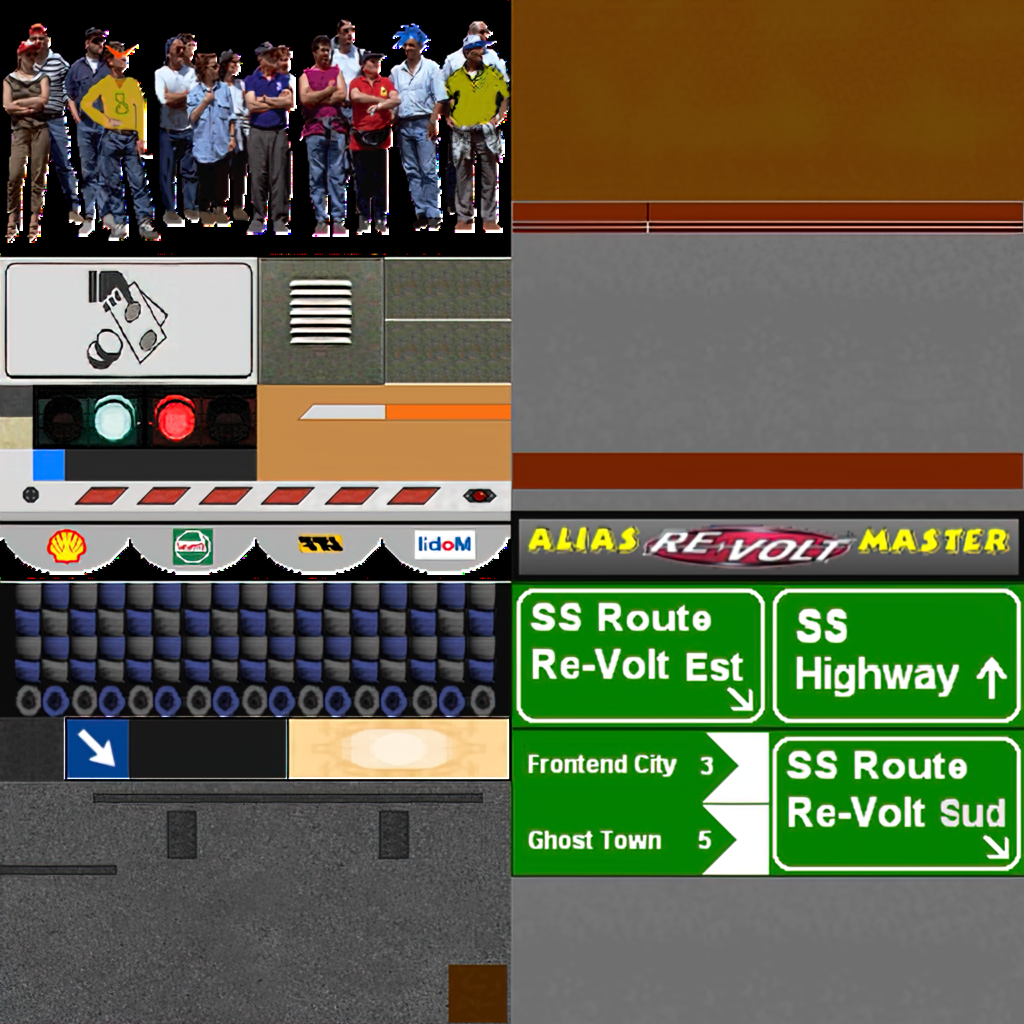 8
lidoM
ALIAS RE-VOLT MASTER
SS Route
Re-Volt Est
SS
Highway
Frontend City 3
Ghost Town 5
SS Route
Re-Volt Sud